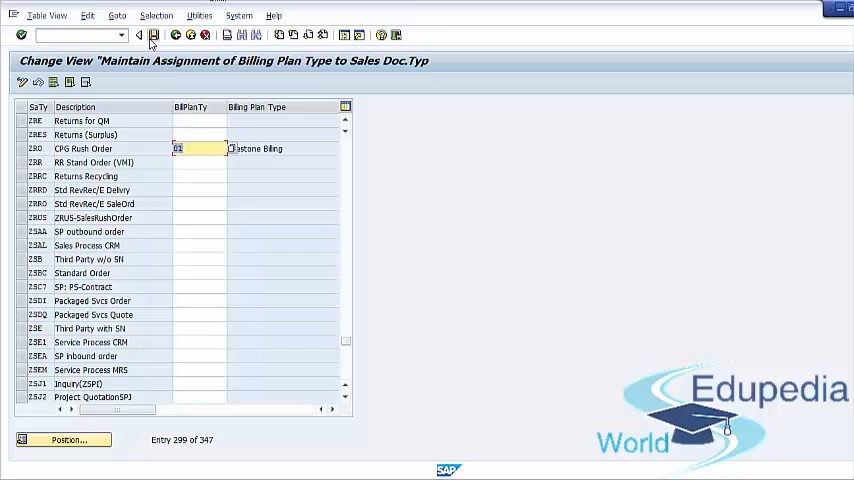 Table View Edit Goto Selection Utilities System Help
Change View "Maintain Assignment of Billing Plan Type to Sales Doc.Typ
SaTy Description BillPlanTy Billing Plan Type
ZRE Returns for QM
ZRES Returns (Surplus)
ZRO CPG Rush Order 01 estone Billing
ZRR RR Stand Order (VMI)
ZRRC Returns Recycling
ZRRD Std RevRec/E Delvry
ZRRO Std RevRec/E SaleOrd
ZRUS ZRUS-SalesRushOrder
ZSAA SP outbound order
ZSAL Sales Process CRM
ZSB Third Party w/o SN
ZSBC Standard Order
ZSC7 SP: PS-Contract
ZSDI Packaged Svcs Order
ZSDQ Packaged Svcs Quote
ZSE Third Party with SN
ZSE1 Service Process CRM
ZSEA SP inbound order
ZSEM Service Process MRS
ZSJ1 Inquiry(ZSPI)
ZSJ2 Project QuotationSPJ
Position... Entry 299 of 347
Edupedia
World
SAP